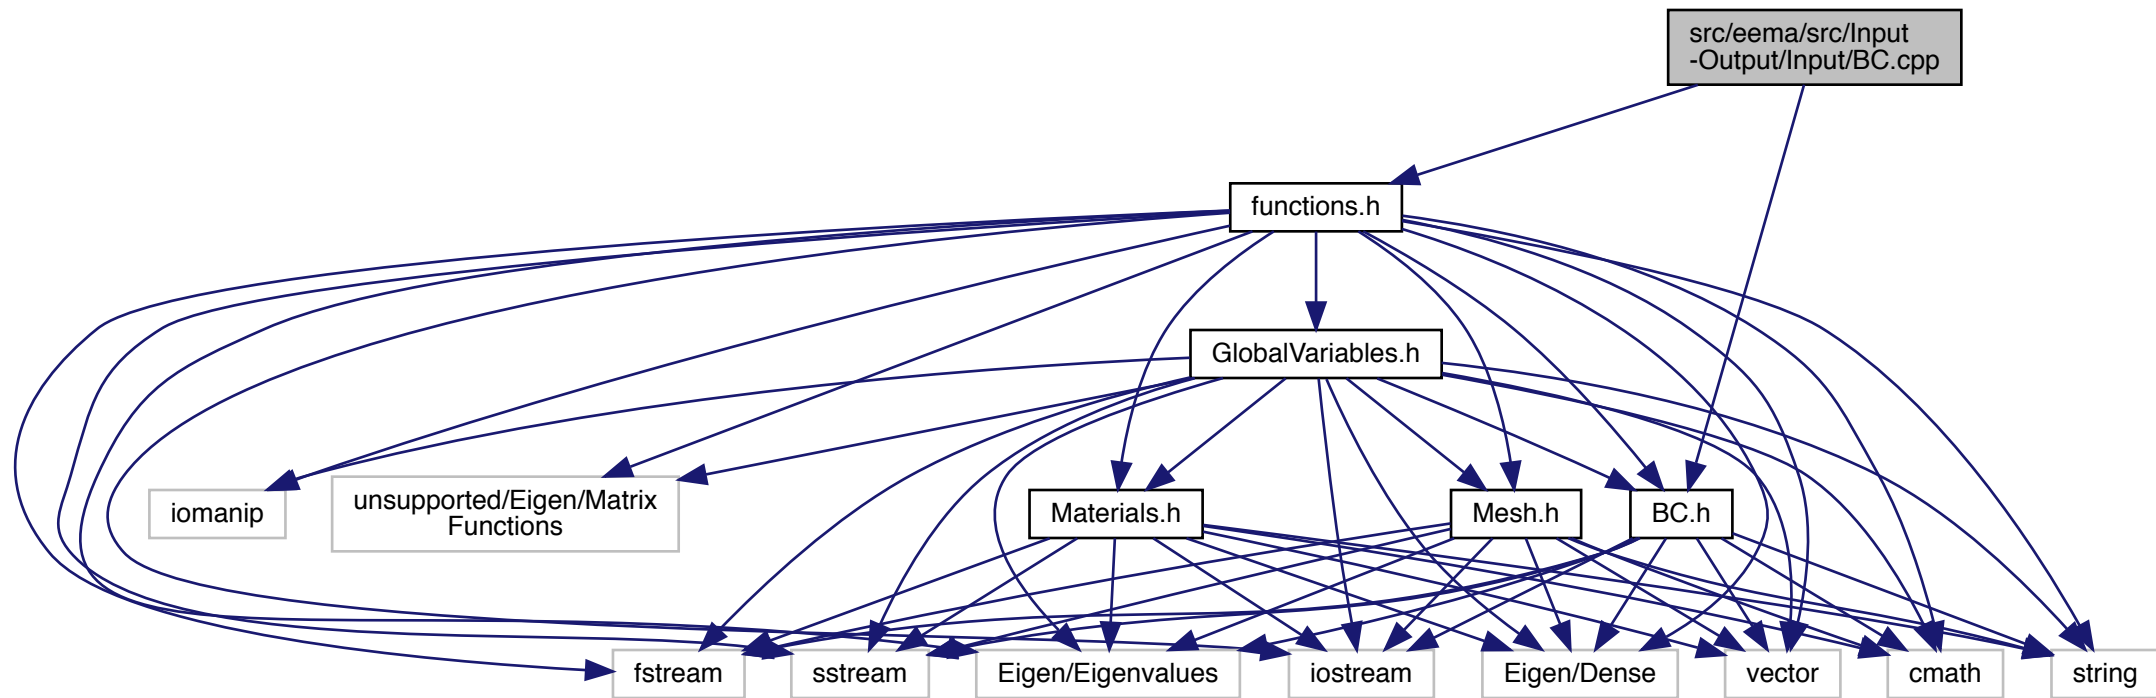 src/eema/src/Input
-Output/Input/BC.cpp
functions.h
GlobalVariables.h
iomanip
unsupported/Eigen/Matrix
Functions
Materials.h
Mesh.h
BC.h
fstream
sstream
Eigen/Eigenvalues
iostream
Eigen/Dense
vector
cmath
string